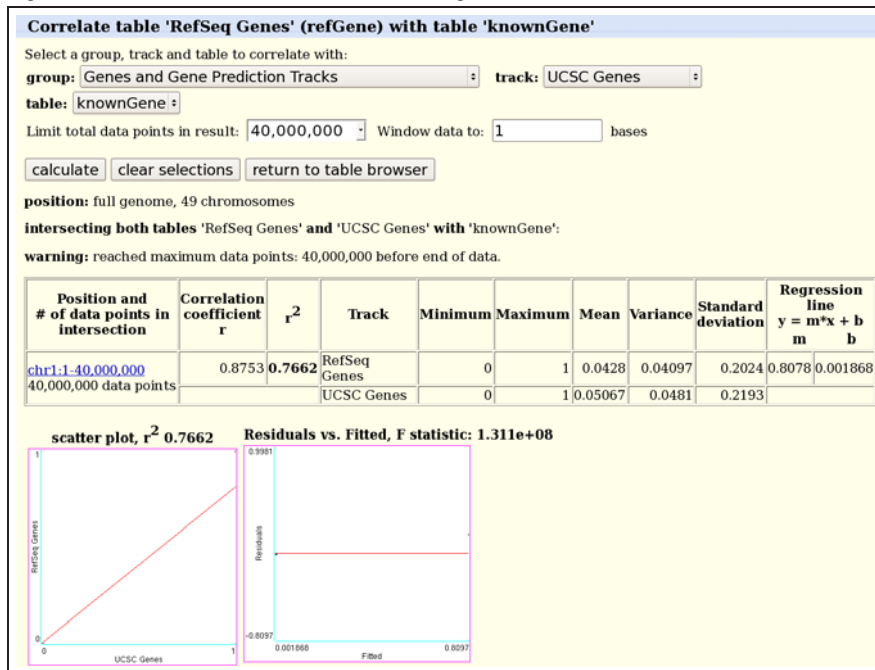 Correlate table 'RefSeq Genes' (refGene) with table 'knownGene'
Select a group, track and table to correlate with:
group: Genes and Gene Prediction Tracks track: UCSC Genes
table: knownGene
Limit total data points in result: 40,000,000 Window data to: 1 bases
calculate clear selections return to table browser
position: full genome, 49 chromosomes
intersecting both tables 'RefSeq Genes' and 'UCSC Genes' with 'knownGene':
warning: reached maximum data points: 40,000,000 before end of data.
Position and # of data points in intersection Correlation coefficient r r2 Track Minimum Maximum Mean Variance Standard deviation Regression line y = m*x + b m b
chr1:1-40,000,000 40,000,000 data points 0.8753 0.7662 RefSeq Genes 0 1 0.0428 0.04097 0.2024 0.8078 0.001868
UCSC Genes 0 1 0.05067 0.0481 0.2193
scatter plot, r2 0.7662
1
RefSeq Genes
0
0 1
UCSC Genes
Residuals vs. Fitted, F statistic: 1.311e+08
0.9981
Residuals
-0.8097
0.001868 0.8097
Fitted